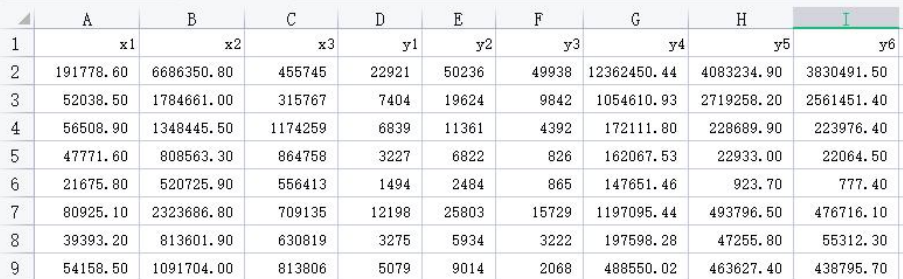 A B C D E F G H I
1 x1 x2 x3 y1 y2 y3 y4 y5 y6
2 191778.60 6686350.80 455745 22921 50236 49938 12362450.44 4083234.90 3830491.50
3 52038.50 1784661.00 315767 7404 19624 9842 1054610.93 2719258.20 2561451.40
4 56508.90 1348445.50 1174259 6839 11361 4392 172111.80 228689.90 223976.40
5 47771.60 808563.30 864758 3227 6822 826 162067.53 22933.00 22064.50
6 21675.80 520725.90 556413 1494 2484 865 147651.46 923.70 777.40
7 80925.10 2323686.80 709135 12198 25803 15729 1197095.44 493796.50 476716.10
8 39393.20 813601.90 630819 3275 5934 3222 197598.28 47255.80 55312.30
9 54158.50 1091704.00 813806 5079 9014 2068 488550.02 463627.40 438795.70